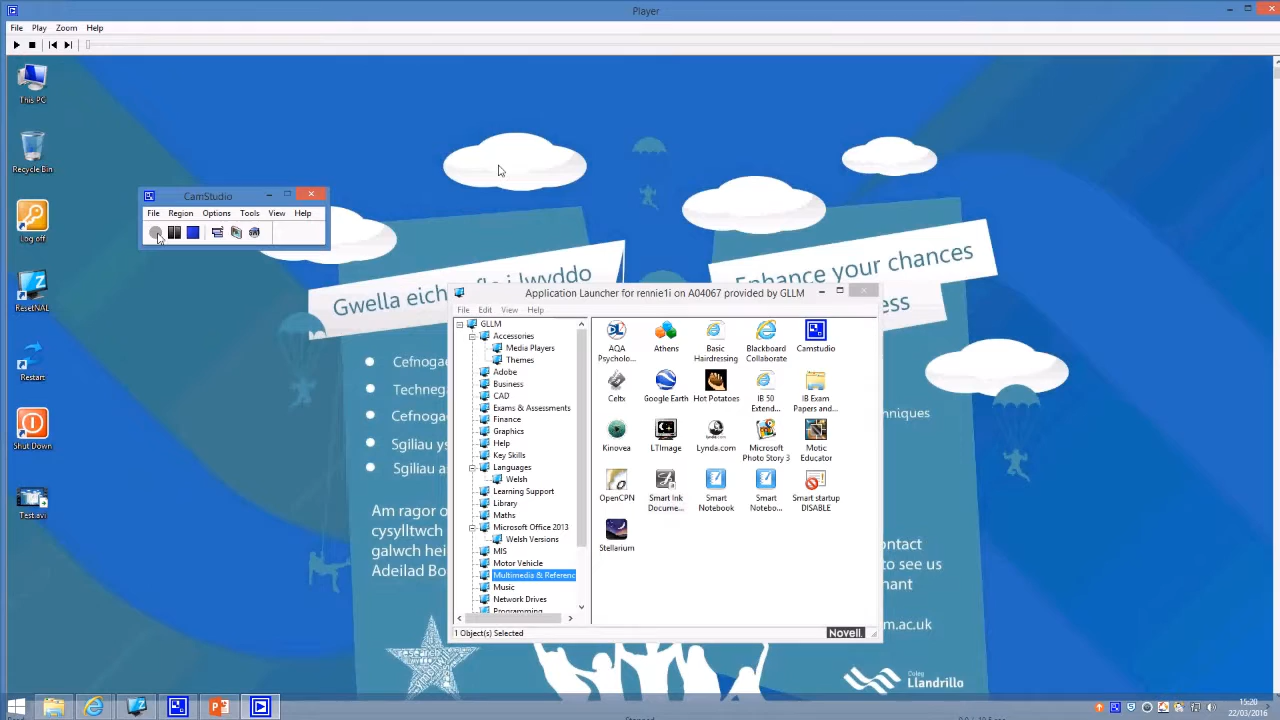 Player
File Play Zoom Help
This PC
Recycle Bin
Log off
ResetNAL
Restart
Shut Down
Test.avi
CamStudio
File Region Options Tools View Help
Gwella eich
lwyddo
Enhance your chances
ess
Cefnoga
Techneg
Cefnoga
Sgiliau ys
Sgiliau a
Am ragor o
cysylltwch
galwch hei
Adeilad Bo
niques
ontact
to see us
nant
m.ac.uk
Llandrillo
Application Launcher for rennie1i on A04067 provided by GLLM
File Edit View Help
GLLM
Accessories
Media Players
Themes
Adobe
Business
CAD
Exams & Assessments
Finance
Graphics
Help
Key Skills
Languages
Welsh
Learning Support
Library
Maths
Microsoft Office 2013
Welsh Versions
MIS
Motor Vehicle
Multimedia & Referenc
Music
Network Drives
Programming
AQA Psycholo...
Athens
Basic Hairdressing
Blackboard Collaborate
Camstudio
Celtx
Google Earth
Hot Potatoes
IB 50 Extend...
IB Exam Papers and...
Kinovea
LTImage
Lynda.com
Microsoft Photo Story 3
Motic Educator
OpenCPN
Smart Ink Docume...
Smart Notebook
Smart Notebo...
Smart startup DISABLE
Stellarium
1 Object(s) Selected
Novell.
15:20
22/03/2016